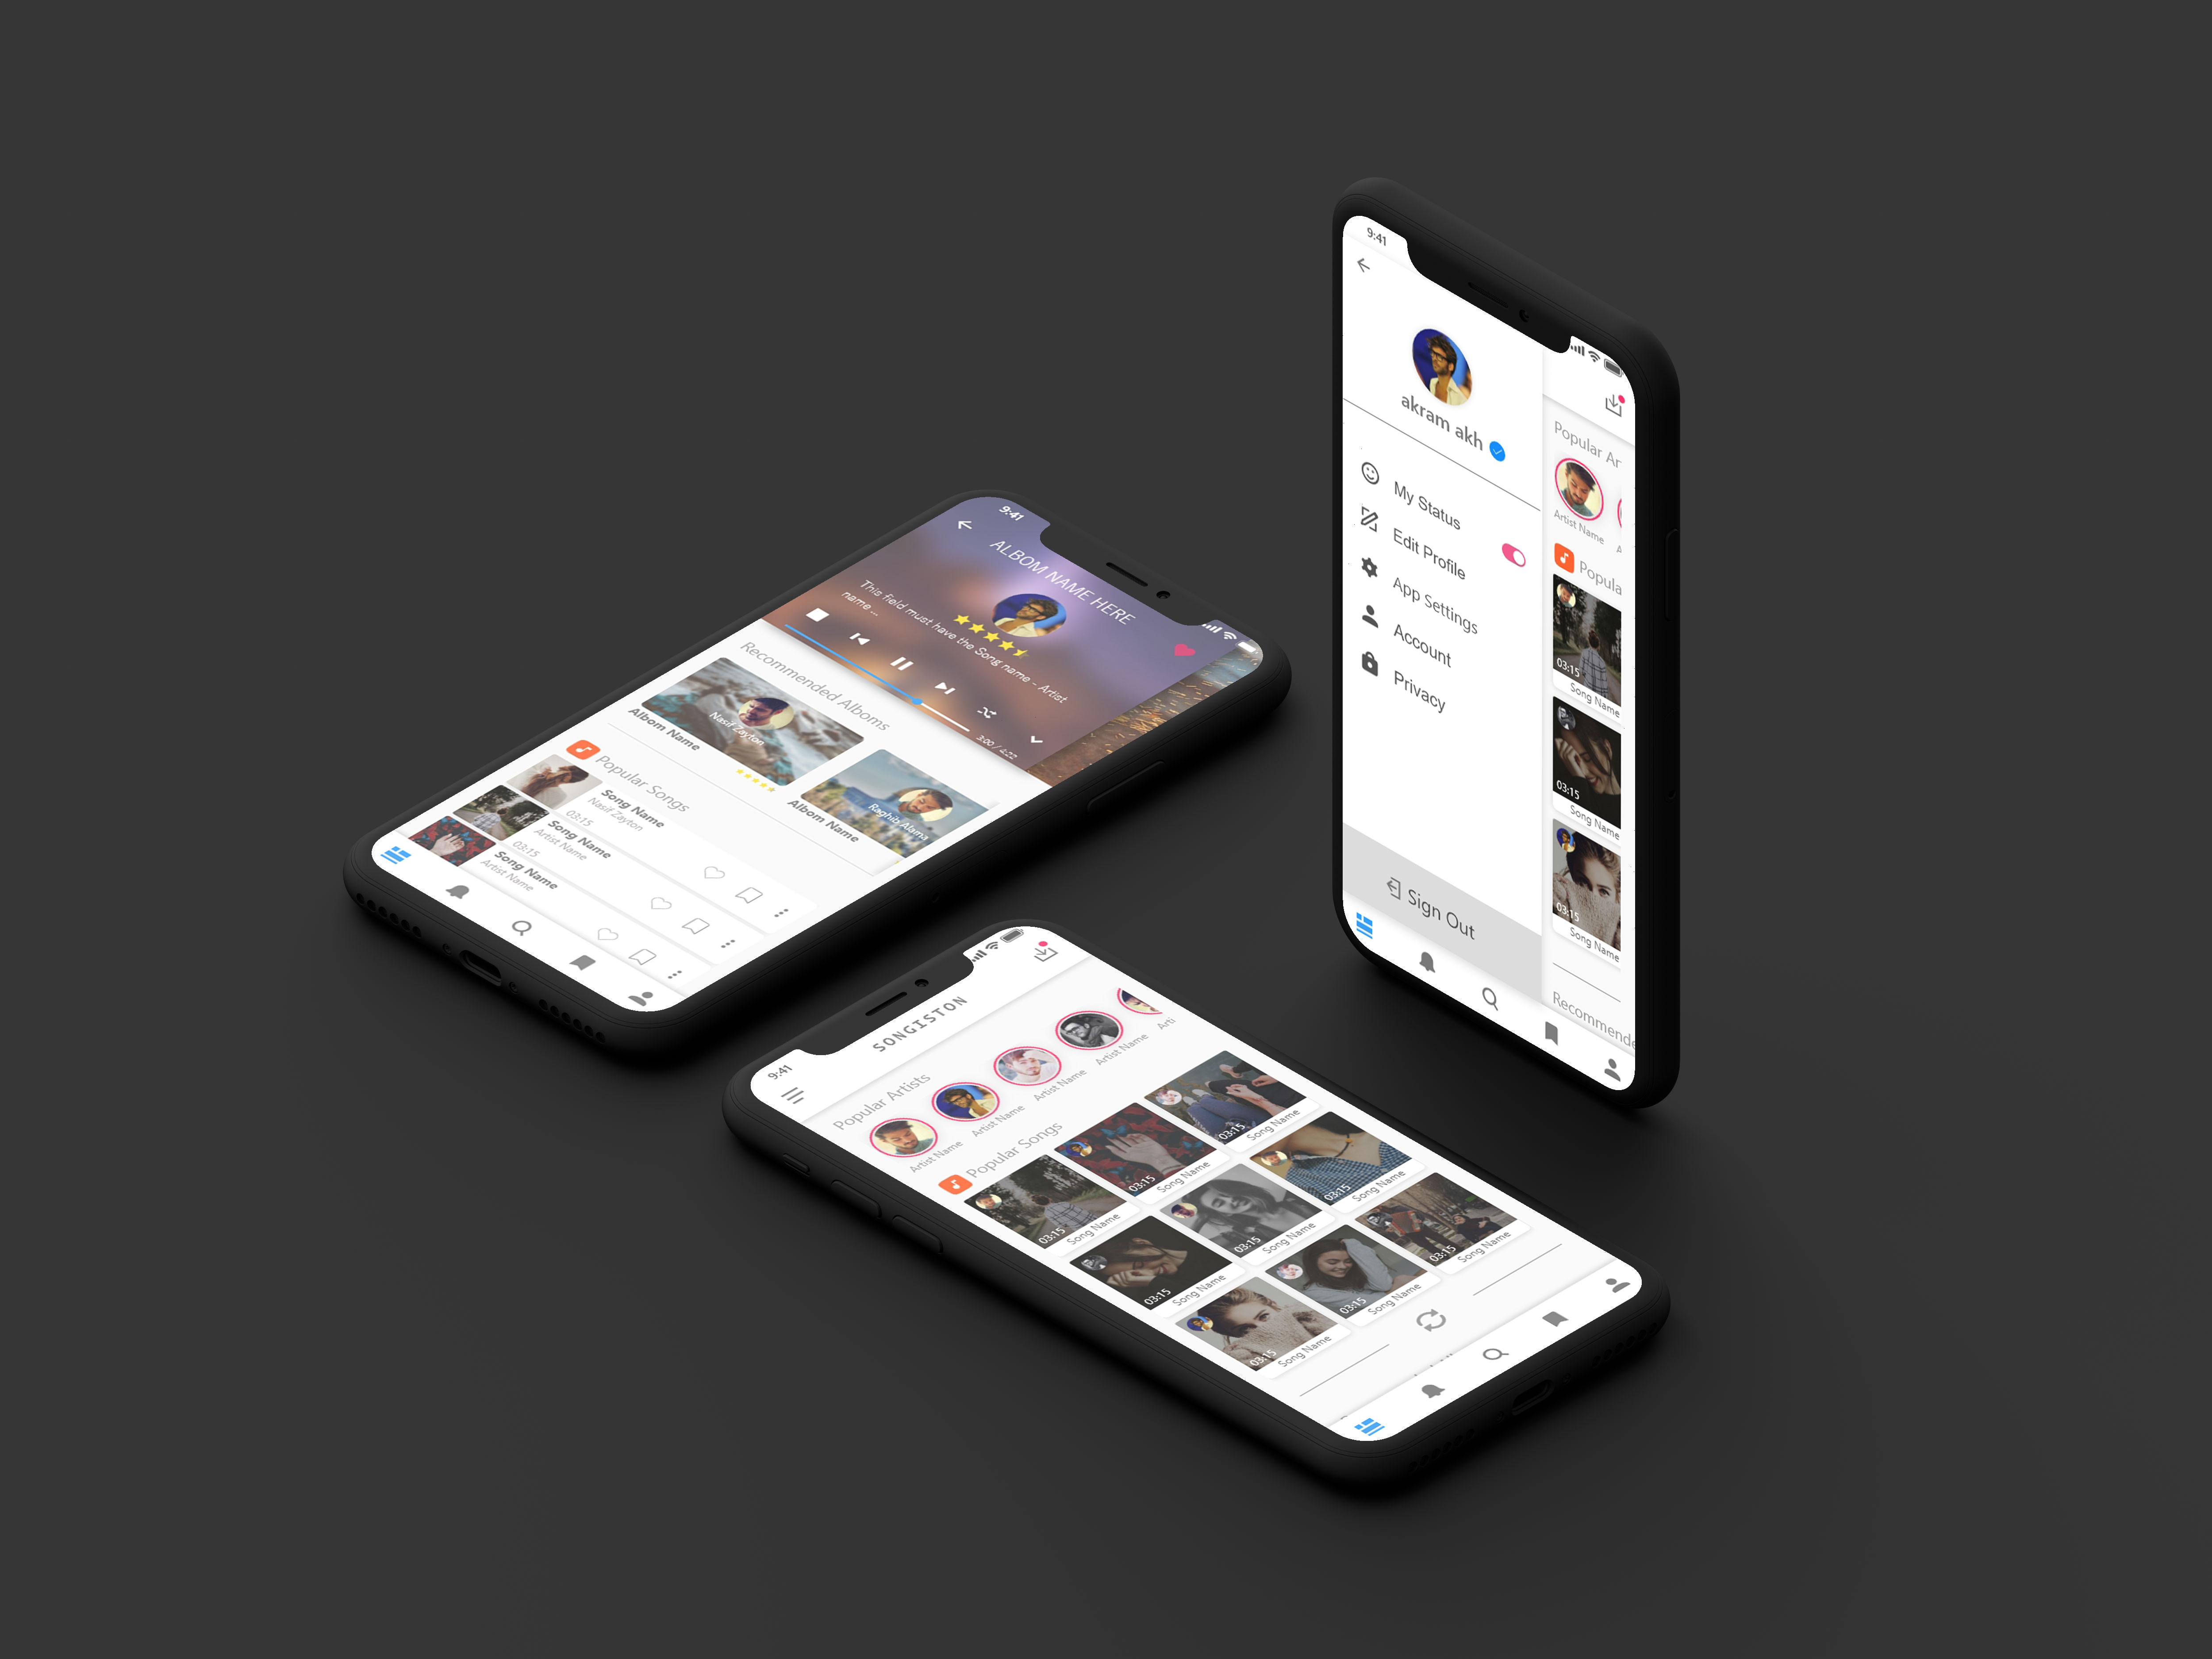 9:41
ALBOM NAME HERE
This field must have the Song name - Artist
name ...
3:00 / 4:22
Recommended Alboms
Nasif Zayton
Albom Name
Raghib Alama
Albom Name
Popular Songs
Song Name
Nasif Zayton
03:15
Song Name
Artist Name
03:15
Song Name
Artist Name
9:41
akram akh
My Status
Edit Profile
App Settings
Account
Privacy
Sign Out
Popular Ar
Artist Name
A
Popula
03:15
Song Name
03:15
Song Name
03:15
Song Name
Recommende
9:41
SONGISTON
Popular Artists
Artist Name
Artist Name
Artist Name
Artist Name
Arti
Popular Songs
03:15
Song Name
03:15
Song Name
03:15
Song Name
03:15
Song Name
03:15
Song Name
03:15
Song Name
03:15
Song Name
03:15
Song Name
03:15
Song Name